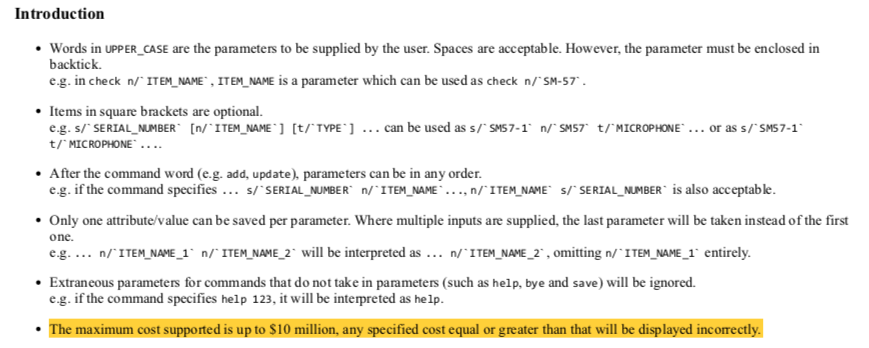 Introduction
• Words in UPPER_CASE are the parameters to be supplied by the user. Spaces are acceptable. However, the parameter must be enclosed in
backtick.
e.g. in check n/`ITEM_NAME`, ITEM_NAME is a parameter which can be used as check n/`SM-57`.
• Items in square brackets are optional.
e.g. s/`SERIAL_NUMBER` [n/`ITEM_NAME`] [t/`TYPE`] ... can be used as s/`SM57-1` n/`SM57` t/`MICROPHONE`... or as s/`SM57-1`
t/`MICROPHONE`....
• After the command word (e.g. add, update), parameters can be in any order.
e.g. if the command specifies ... s/`SERIAL_NUMBER` n/`ITEM_NAME`..., n/`ITEM_NAME` s/`SERIAL_NUMBER` is also acceptable.
• Only one attribute/value can be saved per parameter. Where multiple inputs are supplied, the last parameter will be taken instead of the first
one.
e.g. ... n/`ITEM_NAME_1` n/`ITEM_NAME_2` will be interpreted as ... n/`ITEM_NAME_2`, omitting n/`ITEM_NAME_1` entirely.
• Extraneous parameters for commands that do not take in parameters (such as help, bye and save) will be ignored.
e.g. if the command specifies help 123, it will be interpreted as help.
• The maximum cost supported is up to $10 million, any specified cost equal or greater than that will be displayed incorrectly.